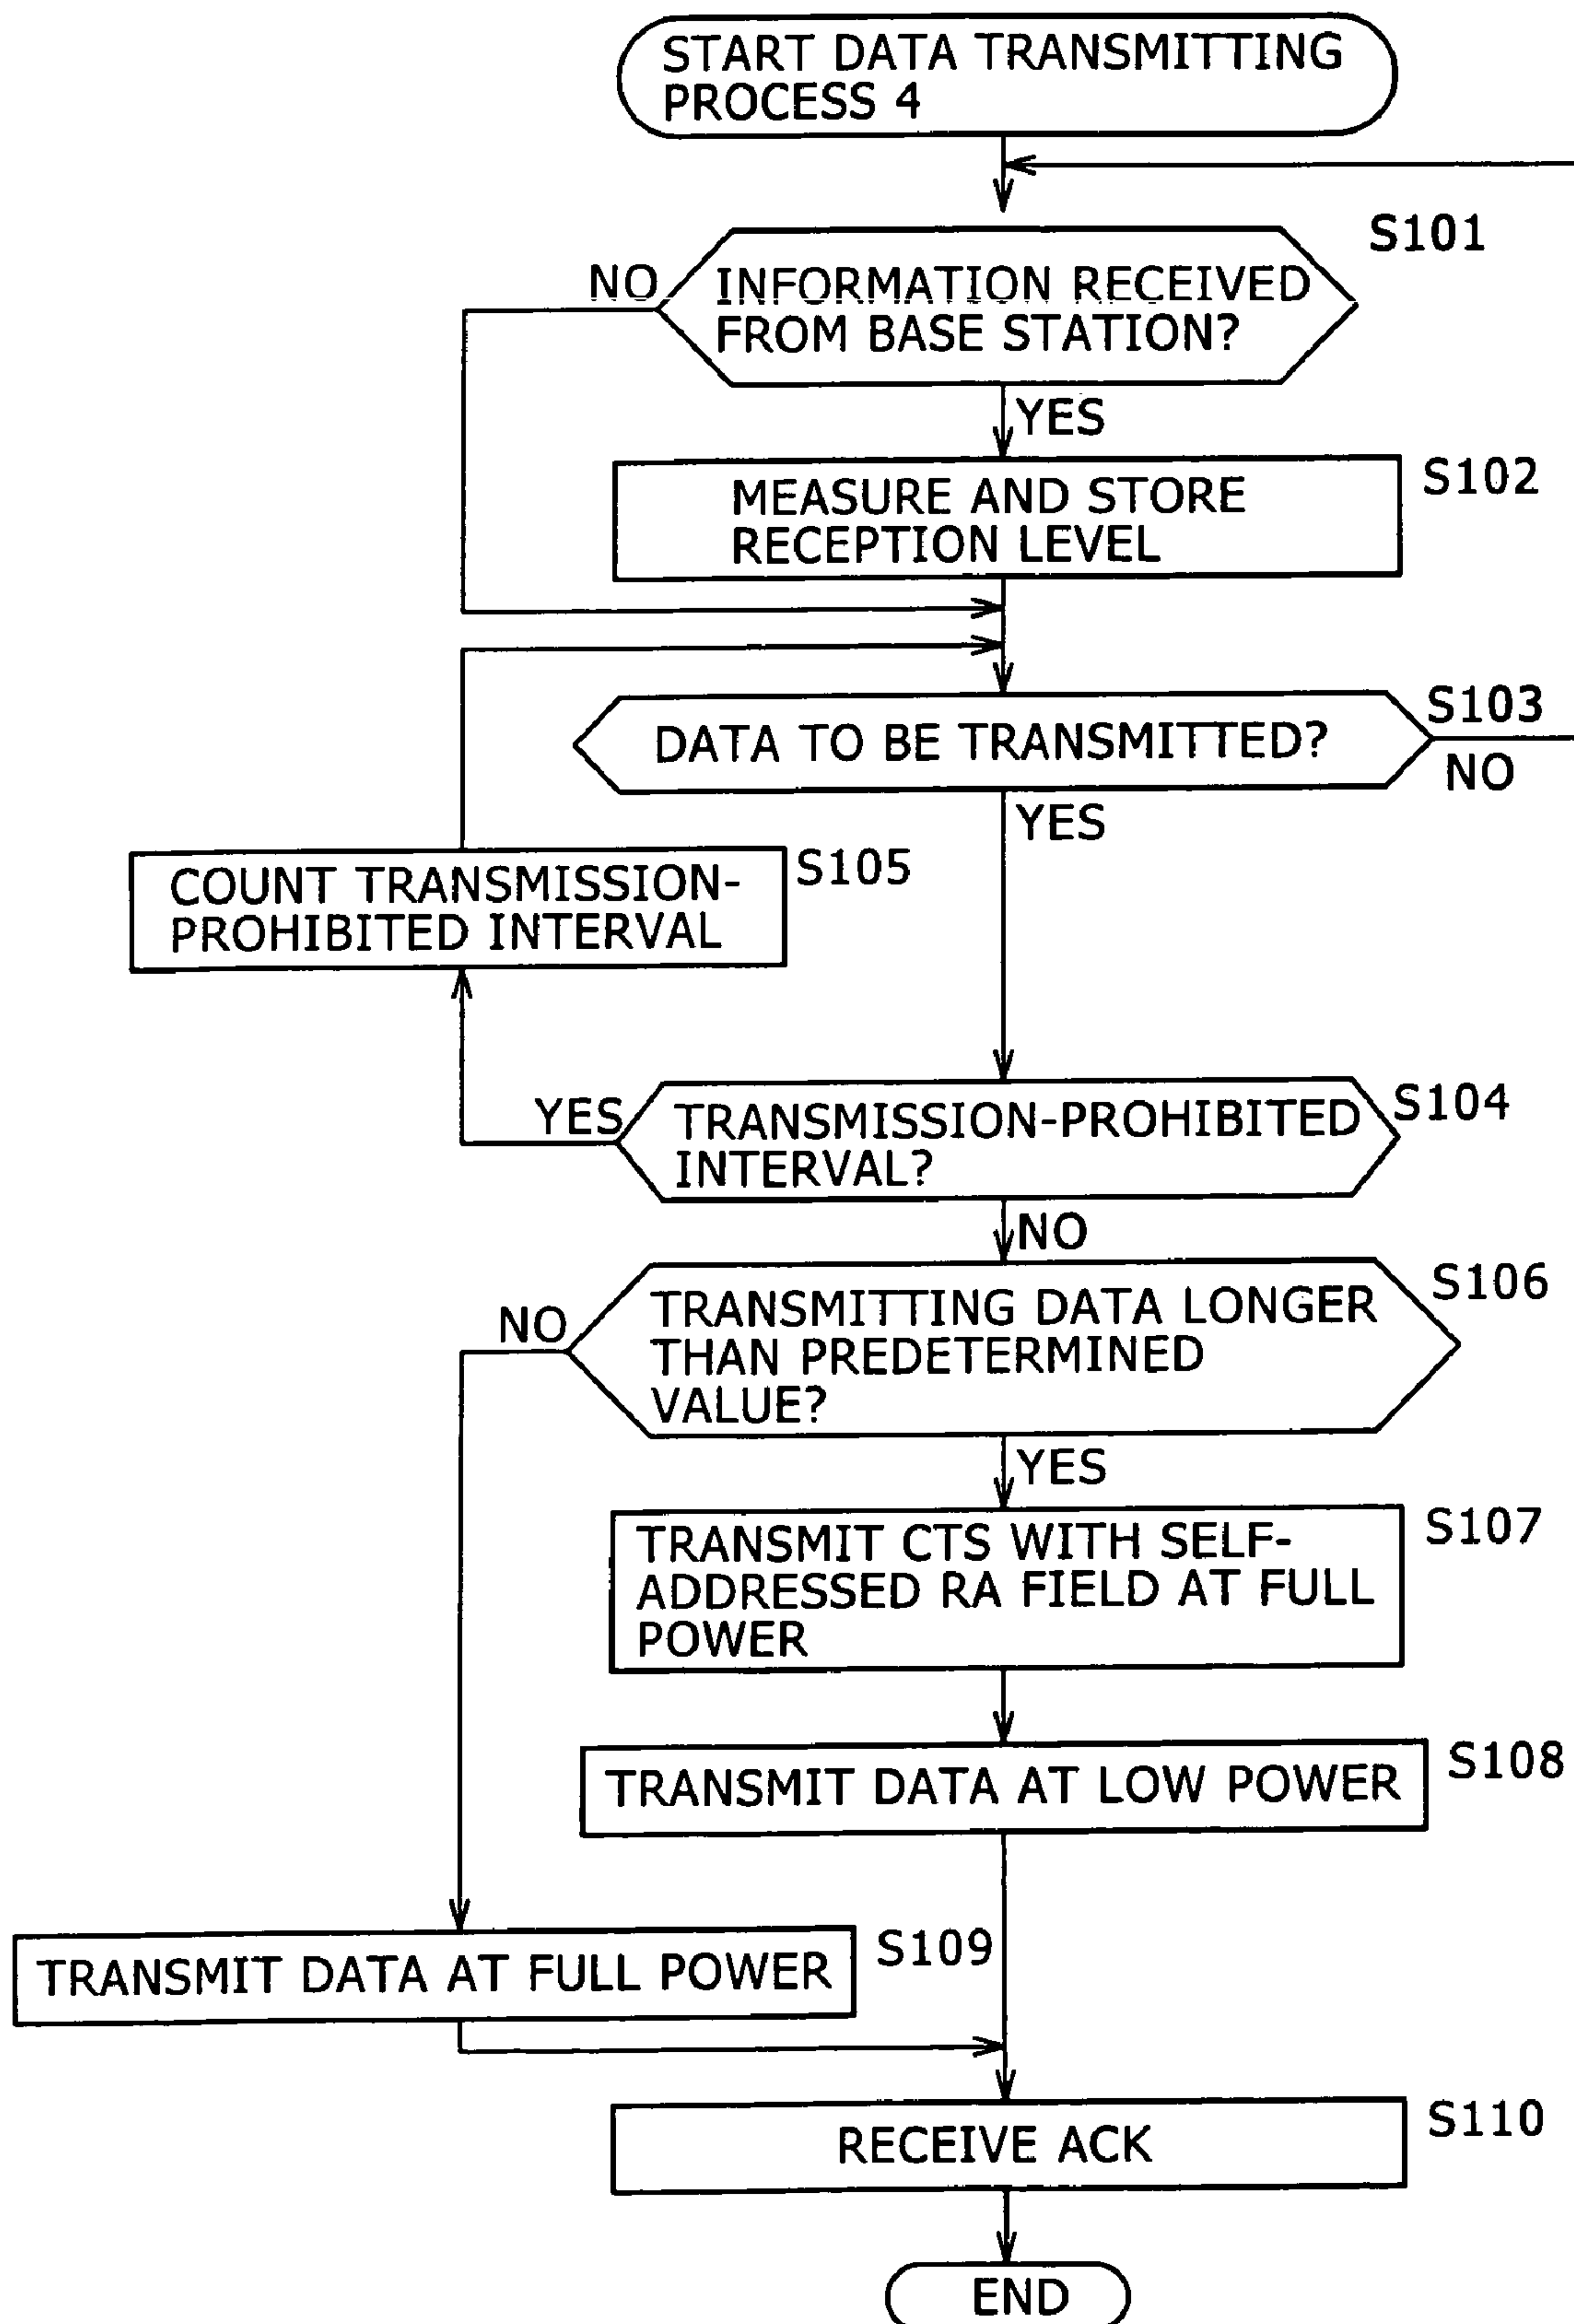 START DATA TRANSMITTING
PROCESS 4
S101
NO
INFORMATION RECEIVED
FROM BASE STATION?
YES
S102
MEASURE AND STORE
RECEPTION LEVEL
S103
DATA TO BE TRANSMITTED?
NO
YES
S105
COUNT TRANSMISSION-
PROHIBITED INTERVAL
S104
YES
TRANSMISSION-PROHIBITED
INTERVAL?
NO
S106
NO
TRANSMITTING DATA LONGER
THAN PREDETERMINED
VALUE?
YES
S107
TRANSMIT CTS WITH SELF-
ADDRESSED RA FIELD AT FULL
POWER
S108
TRANSMIT DATA AT LOW POWER
S109
TRANSMIT DATA AT FULL POWER
S110
RECEIVE ACK
END